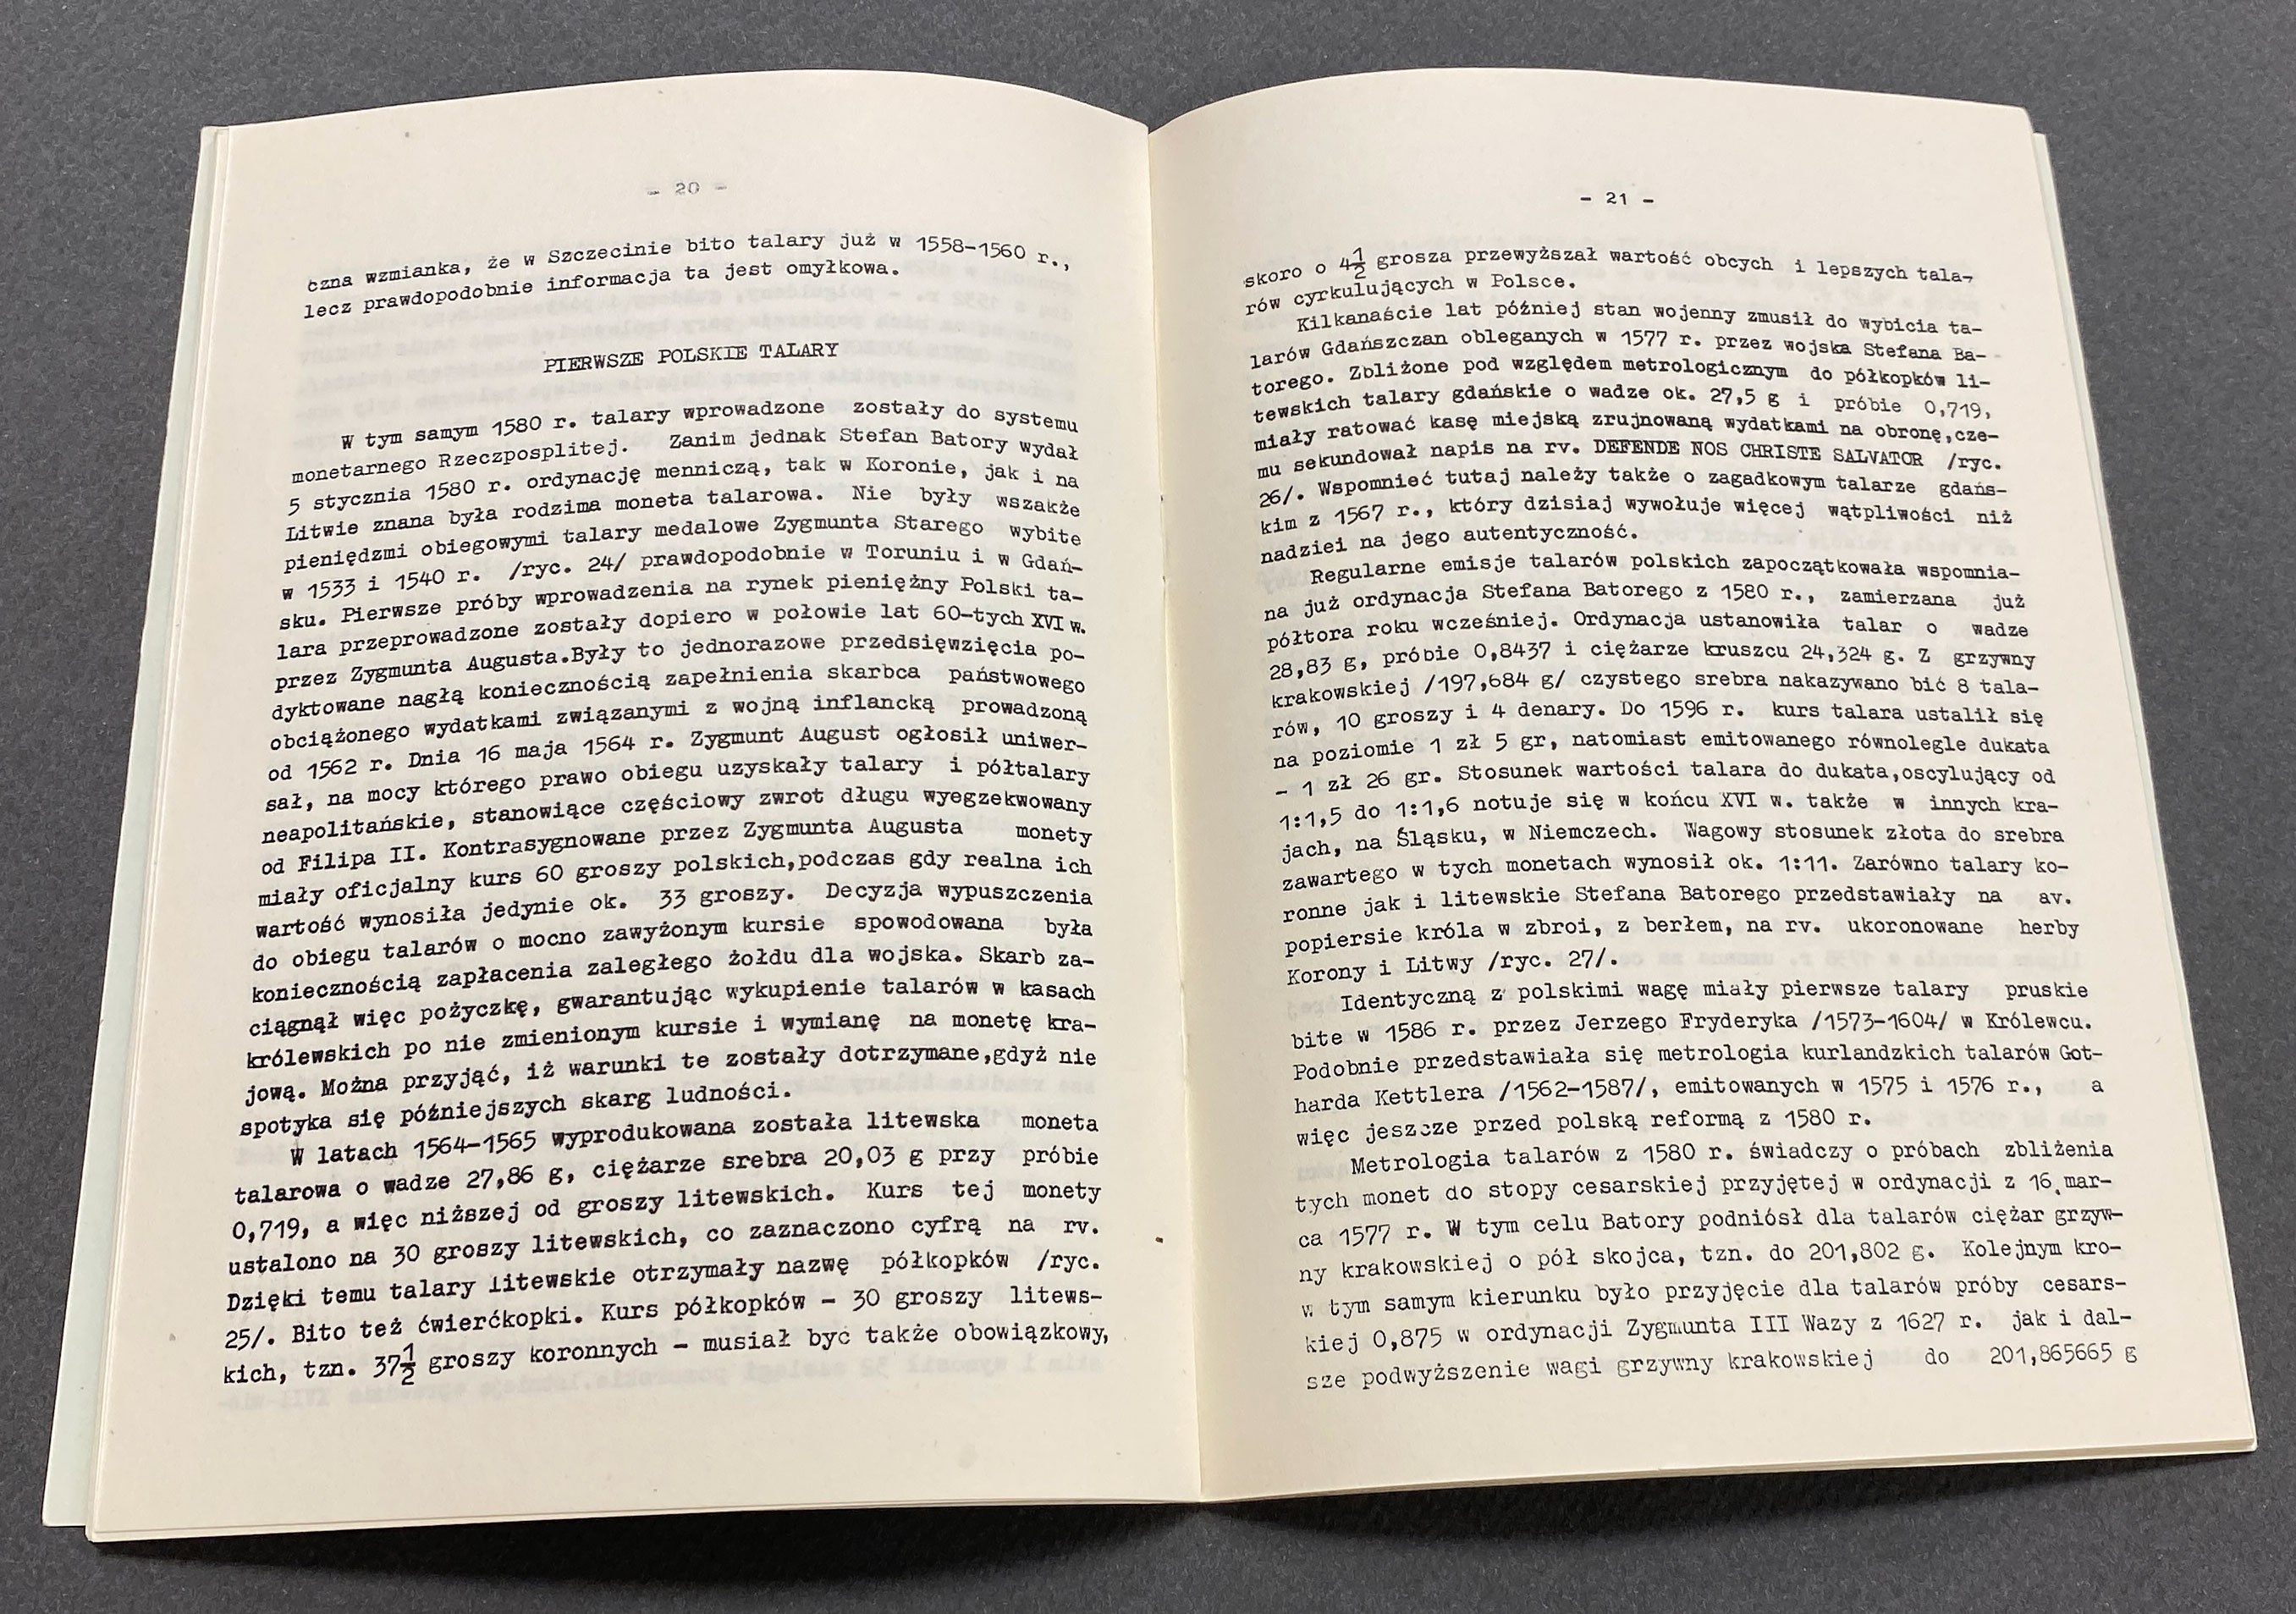 - 20 -
czna wzmianka, że w Szczecinie bito talary już w 1558-1560 r.,
lecz prawdopodobnie informacja ta jest omyłkowa.
PIERWSZE POLSKIE TALARY
W tym samym 1580 r. talary wprowadzone zostały do systemu
monetarnego Rzeczposplitej. Zanim jednak Stefan Batory wydał
5 stycznia 1580 r. ordynację menniczą, tak w Koronie, jak i na
Litwie znana była rodzima moneta talarowa. Nie były wszakże
pieniędzmi obiegowymi talary medalowe Zygmunta Starego wybite
w 1533 i 1540 r. /ryc. 24/ prawdopodobnie w Toruniu i w Gdań-
sku. Pierwsze próby wprowadzenia na rynek pieniężny Polski ta-
lara przeprowadzone zostały dopiero w połowie lat 60-tych XVI w.
przez Zygmunta Augusta.Były to jednorazowe przedsięwzięcia po-
dyktowane nagłą koniecznością zapełnienia skarbca państwowego
obciążonego wydatkami związanymi z wojną inflancką prowadzoną
od 1562 r. Dnia 16 maja 1564 r. Zygmunt August ogłosił uniwer-
sał, na mocy którego prawo obiegu uzyskały talary i półtalary
neapolitańskie, stanowiące częściowy zwrot długu wyegzekwowany
od Filipa II. Kontrasygnowane przez Zygmunta Augusta monety
miały oficjalny kurs 60 groszy polskich,podczas gdy realna ich
wartość wynosiła jedynie ok. 33 groszy. Decyzja wypuszczenia
do obiegu talarów o mocno zawyżonym kursie spowodowana była
koniecznością zapłacenia zaległego żołdu dla wojska. Skarb za-
ciągnął więc pożyczkę, gwarantując wykupienie talarów w kasach
królewskich po nie zmienionym kursie i wymianę na monetę kra-
jową. Można przyjąć, iż warunki te zostały dotrzymane,gdyż nie
spotyka się późniejszych skarg ludności.
W latach 1564-1565 wyprodukowana została litewska moneta
talarowa o wadze 27,86 g, ciężarze srebra 20,03 g przy próbie
0,719, a więc niższej od groszy litewskich. Kurs tej monety
ustalono na 30 groszy litewskich, co zaznaczono cyfrą na rv.
Dzięki temu talary litewskie otrzymały nazwę półkopków /ryc.
25/. Bito też ćwierćkopki. Kurs półkopków - 30 groszy litews-
kich, tzn. 37 1/2 groszy koronnych - musiał być także obowiązkowy,
- 21 -
skoro o 4 1/2 grosza przewyższał wartość obcych i lepszych tala-
rów cyrkulujących w Polsce.
Kilkanaście lat później stan wojenny zmusił do wybicia ta-
larów Gdańszczan obleganych w 1577 r. przez wojska Stefana Ba-
torego. Zbliżone pod względem metrologicznym do półkopków li-
tewskich talary gdańskie o wadze ok. 27,5 g i próbie 0,719,
miały ratować kasę miejską zrujnowaną wydatkami na obronę,cze-
mu sekundował napis na rv. DEFENDE NOS CHRISTE SALVATOR /ryc.
26/. Wspomnieć tutaj należy także o zagadkowym talarze gdańs-
kim z 1567 r., który dzisiaj wywołuje więcej wątpliwości niż
nadziei na jego autentyczność.
Regularne emisje talarów polskich zapoczątkowała wspomnia-
na już ordynacja Stefana Batorego z 1580 r., zamierzana już
półtora roku wcześniej. Ordynacja ustanowiła talar o wadze
28,83 g, próbie 0,8437 i ciężarze kruszcu 24,324 g. Z grzywny
krakowskiej /197,684 g/ czystego srebra nakazywano bić 8 tala-
rów, 10 groszy i 4 denary. Do 1596 r. kurs talara ustalił się
na poziomie 1 zł 5 gr, natomiast emitowanego równolegle dukata
- 1 zł 26 gr. Stosunek wartości talara do dukata,oscylujący od
1:1,5 do 1:1,6 notuje się w końcu XVI w. także w innych kra-
jach, na Śląsku, w Niemczech. Wagowy stosunek złota do srebra
zawartego w tych monetach wynosił ok. 1:11. Zarówno talary ko-
ronne jak i litewskie Stefana Batorego przedstawiały na av.
popiersie króla w zbroi, z berłem, na rv. ukoronowane herby
Korony i Litwy /ryc. 27/.
Identyczną z polskimi wagę miały pierwsze talary pruskie
bite w 1586 r. przez Jerzego Fryderyka /1573-1604/ w Królewcu.
Podobnie przedstawiała się metrologia kurlandzkich talarów Got-
harda Kettlera /1562-1587/, emitowanych w 1575 i 1576 r., a
więc jeszcze przed polską reformą z 1580 r.
Metrologia talarów z 1580 r. świadczy o próbach zbliżenia
tych monet do stopy cesarskiej przyjętej w ordynacji z 16 mar-
ca 1577 r. W tym celu Batory podniósł dla talarów ciężar grzyw-
ny krakowskiej o pół skojca, tzn. do 201,802 g. Kolejnym kro-
w tym samym kierunku było przyjęcie dla talarów próby cesars-
kiej 0,875 w ordynacji Zygmunta III Wazy z 1627 r. jak i dal-
sze podwyższenie wagi grzywny krakowskiej do 201,865665 g